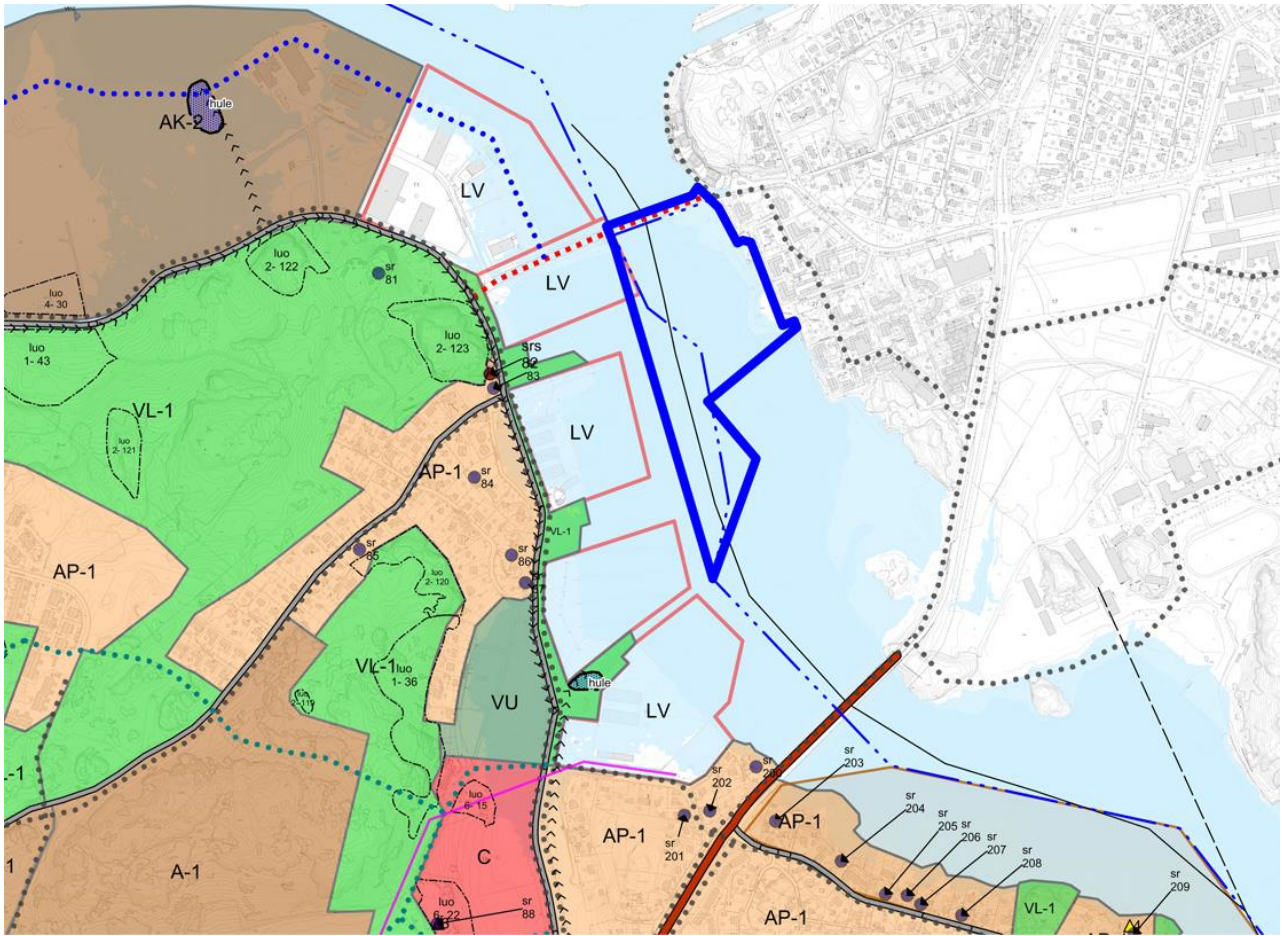 hule
AK-2
LV
luo
2- 122
sr
81
LV
luo
4- 30
luo
1- 43
luo
2- 123
srs
82
83
VL-1
luo
2- 121
LV
AP-1
sr
84
VL-1
sr
85
sr
86
AP-1
luo
2- 120
VL-1
luo
1- 36
hule
VU
LV
sr
200
sr
203
sr
202
sr
204
luo
6- 15
AP-1
AP-1
sr
205
sr
206
sr
207
sr
208
sr
201
C
A-1
sr
209
luo
6- 22
sr
88
VL-1
AP-1